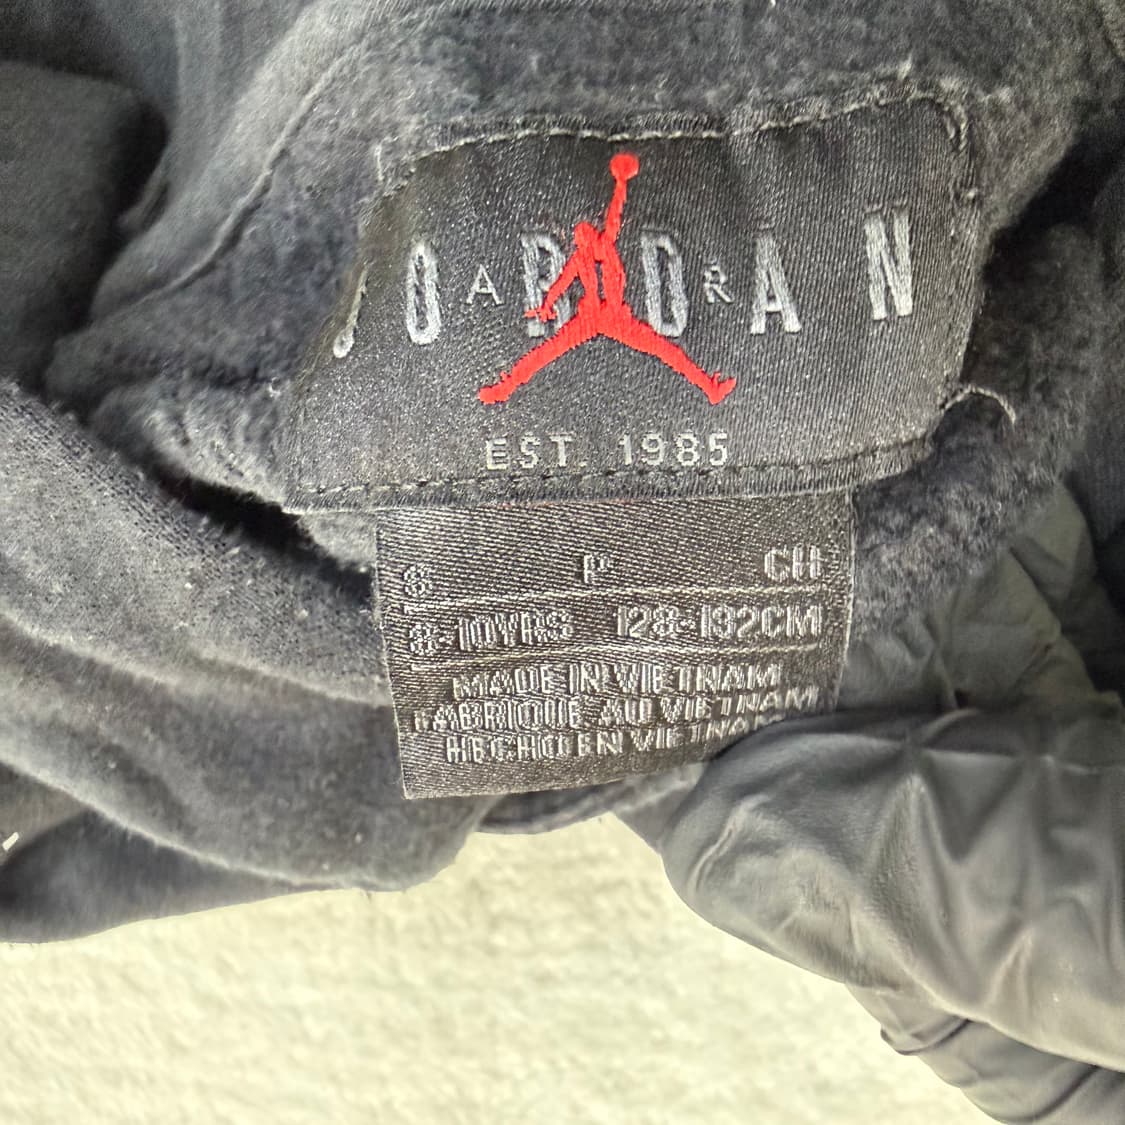 JORDAN
AIR
EST. 1985
S P CH
8-10YRS 128-132CM
MADE IN VIETNAM
FABRIQUE AU VIETNAM
HECHO EN VIETNAM